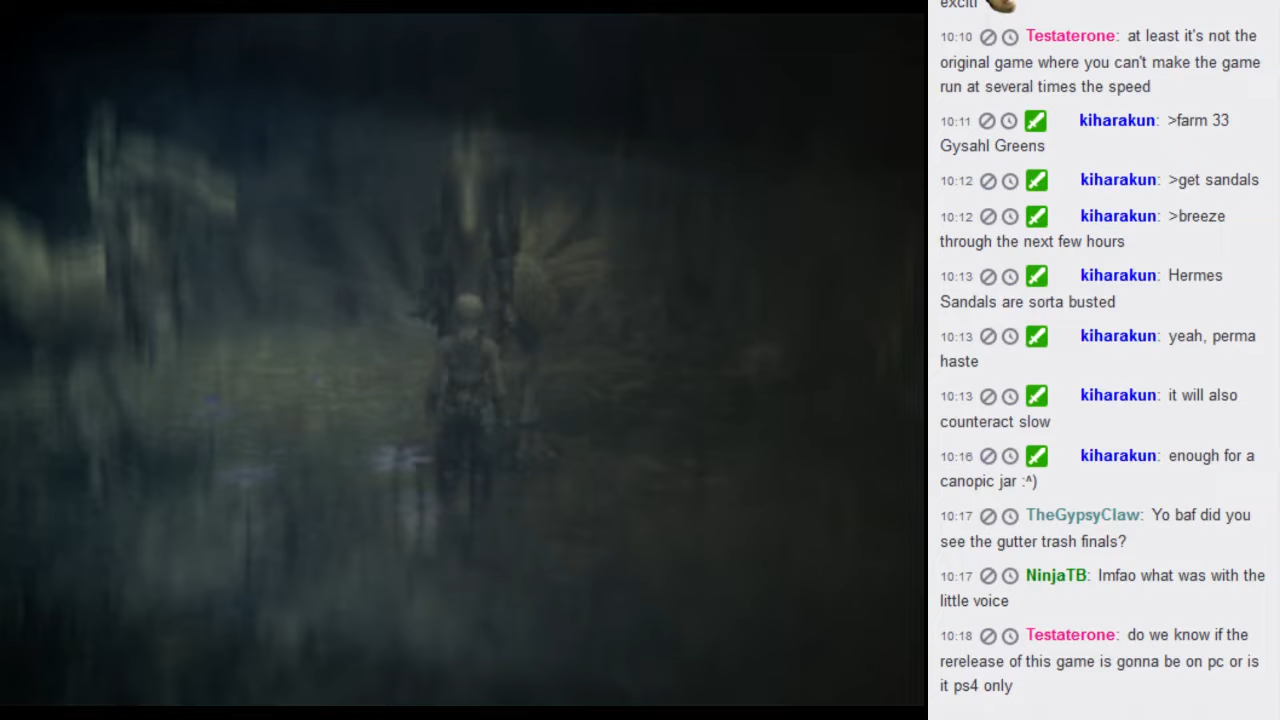 exciti
10:10 Testaterone: at least it's not the
original game where you can't make the game
run at several times the speed
10:11 kiharakun: >farm 33
Gysahl Greens
10:12 kiharakun: >get sandals
10:12 kiharakun: >breeze
through the next few hours
10:13 kiharakun: Hermes
Sandals are sorta busted
10:13 kiharakun: yeah, perma
haste
10:13 kiharakun: it will also
counteract slow
10:16 kiharakun: enough for a
canopic jar :^)
10:17 TheGypsyClaw: Yo baf did you
see the gutter trash finals?
10:17 NinjaTB: lmfao what was with the
little voice
10:18 Testaterone: do we know if the
rerelease of this game is gonna be on pc or is
it ps4 only